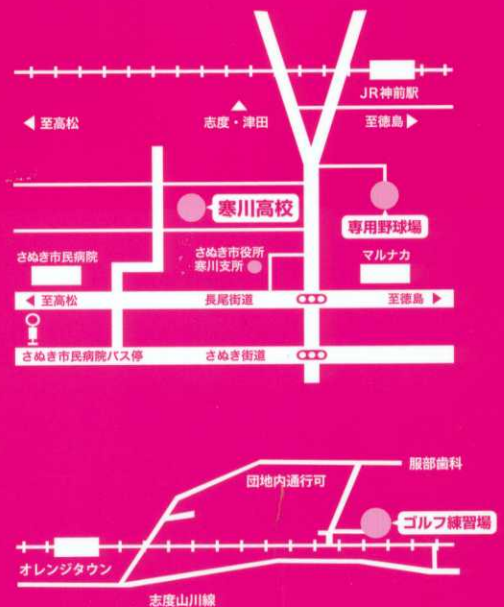 JR神前駅
◀ 至高松
志度・津田
至徳島 ▶
寒川高校
専用野球場
さぬき市民病院
さぬき市役所
寒川支所
マルナカ
◀ 至高松
長尾街道
至徳島 ▶
さぬき市民病院バス停
さぬき街道
服部歯科
団地内通行可
ゴルフ練習場
オレンジタウン
志度山川線